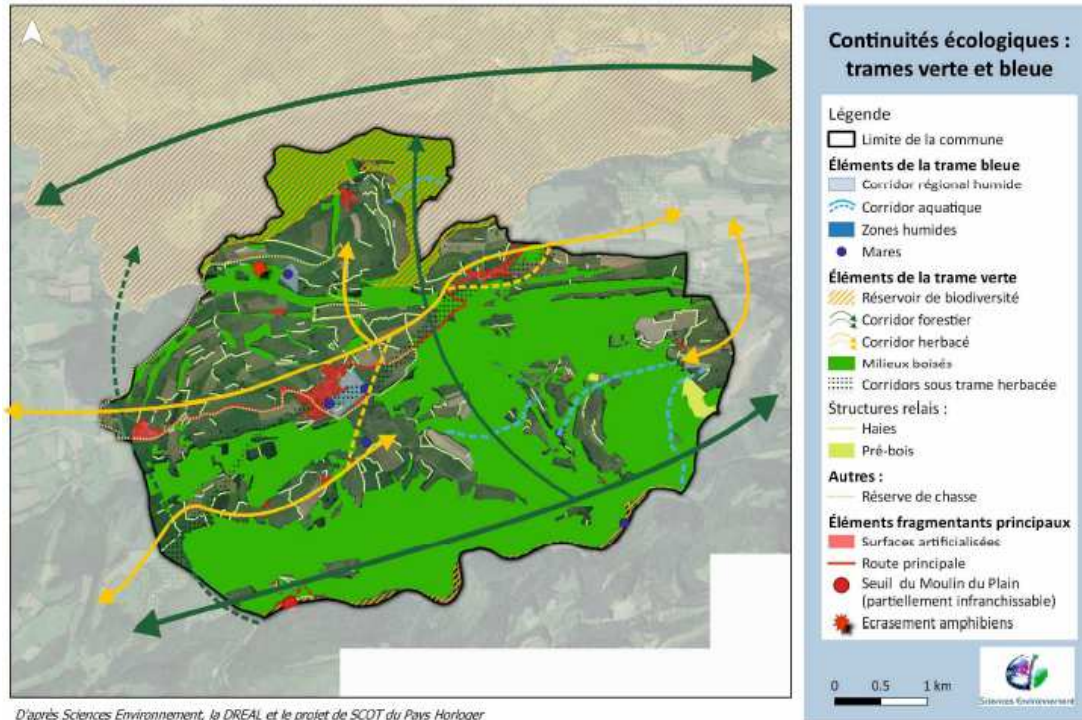 Continuités écologiques :
trames verte et bleue
Légende
Limite de la commune
Éléments de la trame bleue
Corridor régional humide
Corridor aquatique
Zones humides
Mares
Éléments de la trame verte
Réservoir de biodiversité
Corridor forestier
Corridor herbacé
Milieux boisés
Corridors sous trame herbacée
Structures relais :
Haies
Pré-bois
Autres :
Réserve de chasse
Éléments fragmentants principaux
Surfaces artificialisées
Route principale
Seuil du Moulin du Plain
(partiellement infranchissable)
Ecrasement amphibiens
0 0.5 1 km
Sciences Environnement
D'après Sciences Environnement, la DREAL et le projet de SCOT du Pays Horloger